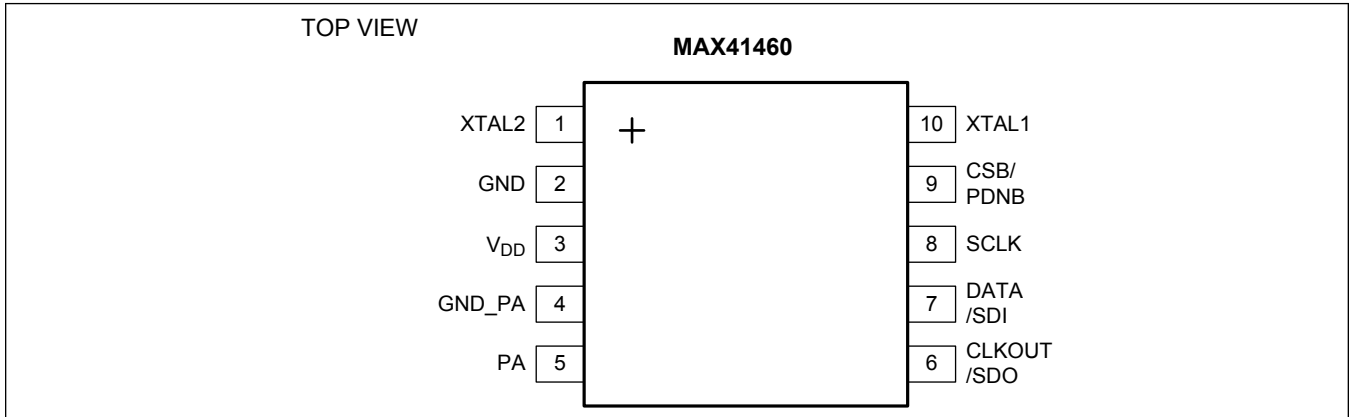 TOP VIEW
MAX41460
XTAL2 1
GND 2
VDD 3
GND_PA 4
PA 5
+
10 XTAL1
9 CSB/
PDNB
8 SCLK
7 DATA
/SDI
6 CLKOUT
/SDO